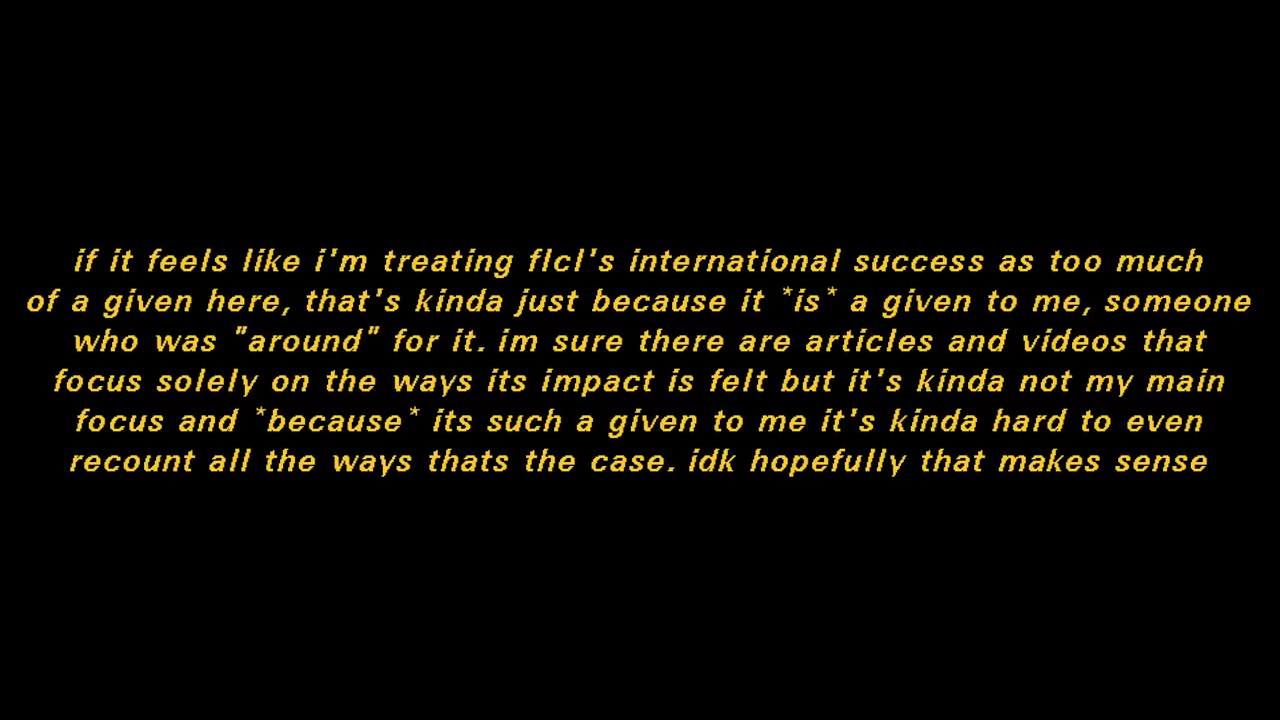 if it feels like i'm treating flcl's international success as too much
of a given here, that's kinda just because it *is* a given to me, someone
who was "around" for it. im sure there are articles and videos that
focus solely on the ways its impact is felt but it's kinda not my main
focus and *because* its such a given to me it's kinda hard to even
recount all the ways thats the case. idk hopefully that makes sense